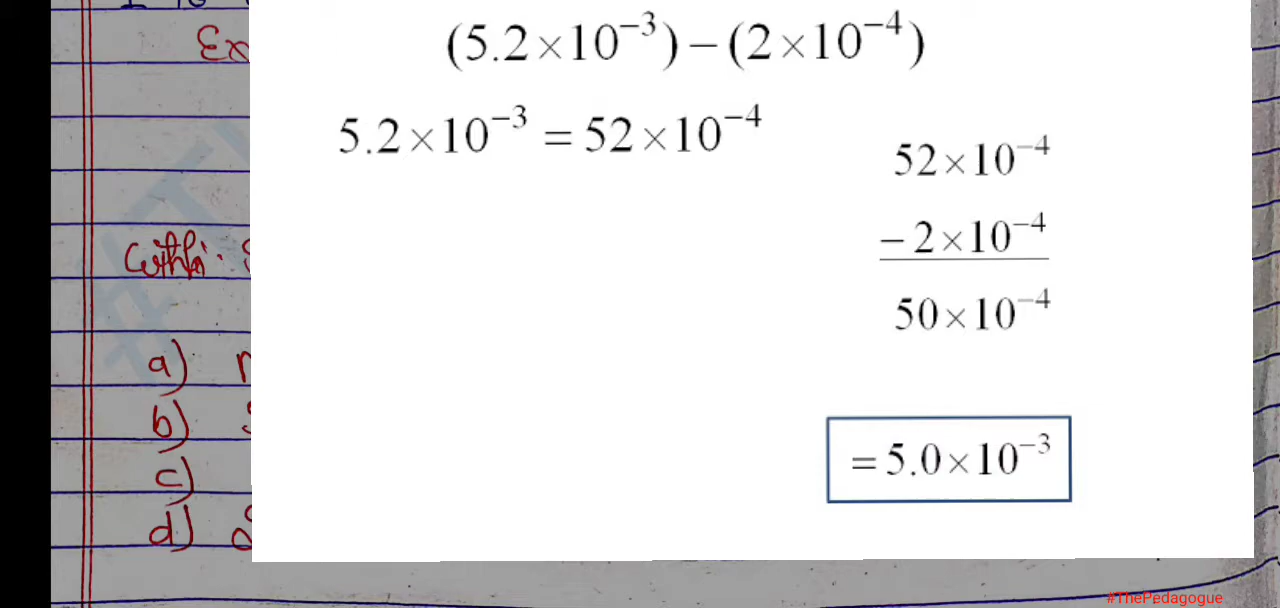 Ex
(5.2×10⁻³)–(2×10⁻⁴)
5.2×10⁻³ = 52×10⁻⁴
52×10⁻⁴
– 2×10⁻⁴
50×10⁻⁴
= 5.0×10⁻³
a)
b)
c)
d)
#ThePedagogue